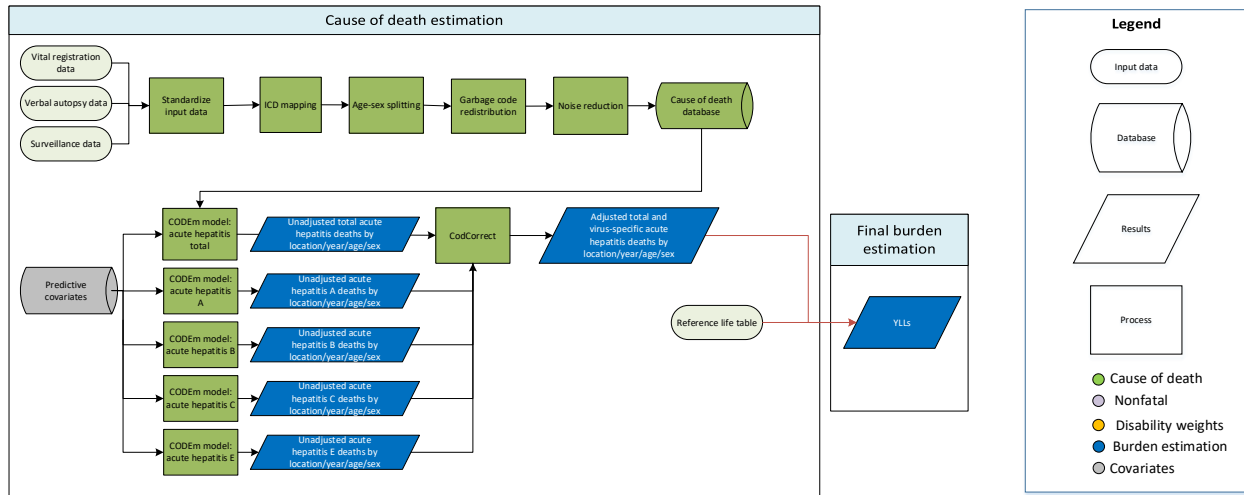 Cause of death estimation
Vital registration
data
Verbal autopsy data
Surveillance data
Standardize
input data
ICD mapping
Age-sex splitting
Garbage code
redistribution
Noise reduction
Cause of death
database
Predictive
covariates
CODEm model:
acute hepatitis
total
Unadjusted total acute
hepatitis deaths by
location/year/age/sex
CodCorrect
Adjusted total and
virus-specific acute
hepatitis deaths by
location/year/age/sex
CODEm model:
acute hepatitis
A
Unadjusted acute
hepatitis A deaths by
location/year/age/sex
CODEm model:
acute hepatitis B
Unadjusted acute
hepatitis B deaths by
location/year/age/sex
CODEm model:
acute hepatitis C
Unadjusted acute
hepatitis C deaths by
location/year/age/sex
CODEm model:
acute hepatitis E
Unadjusted acute
hepatitis E deaths by
location/year/age/sex
Reference life table
Final burden
estimation
YLLs
Legend
Input data
Database
Results
Process
Cause of death
Nonfatal
Disability weights
Burden estimation
Covariates